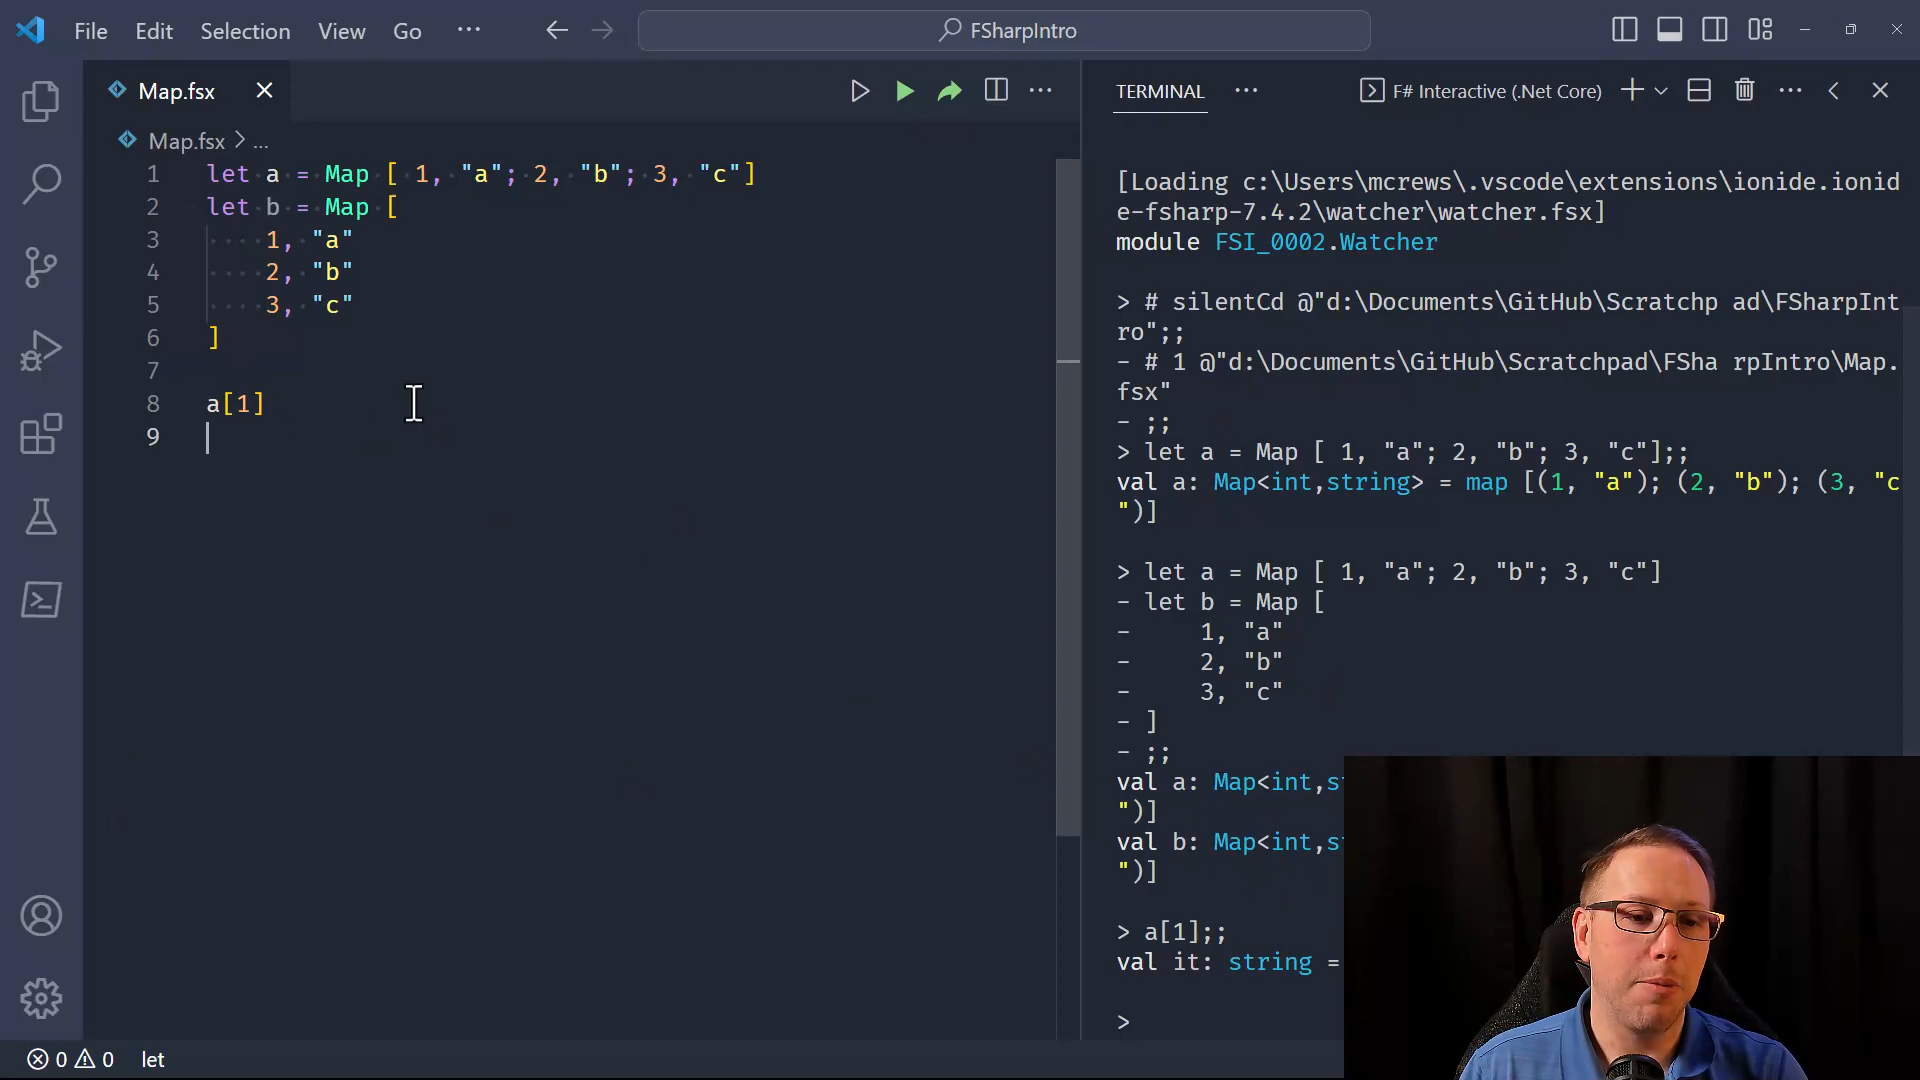 File Edit Selection View Go ··· FSharpIntro
Map.fsx
Map.fsx > ...
1 let a = Map [ 1, "a"; 2, "b"; 3, "c"]
2 let b = Map [
3 1, "a"
4 2, "b"
5 3, "c"
6 ]
7
8 a[1]
9
TERMINAL ··· F# Interactive (.Net Core)
[Loading c:\Users\mcrews\.vscode\extensions\ionide.ionid
e-fsharp-7.4.2\watcher\watcher.fsx]
module FSI_0002.Watcher
> # silentCd @"d:\Documents\GitHub\Scratchp ad\FSharpInt
ro";;
- # 1 @"d:\Documents\GitHub\Scratchpad\FSha rpIntro\Map.
fsx"
- ;;
> let a = Map [ 1, "a"; 2, "b"; 3, "c"];;
val a: Map<int,string> = map [(1, "a"); (2, "b"); (3, "c
")]
> let a = Map [ 1, "a"; 2, "b"; 3, "c"]
- let b = Map [
- 1, "a"
- 2, "b"
- 3, "c"
- ]
- ;;
val a: Map<int,st
")]
val b: Map<int,st
")]
> a[1];;
val it: string =
>
0 0 let